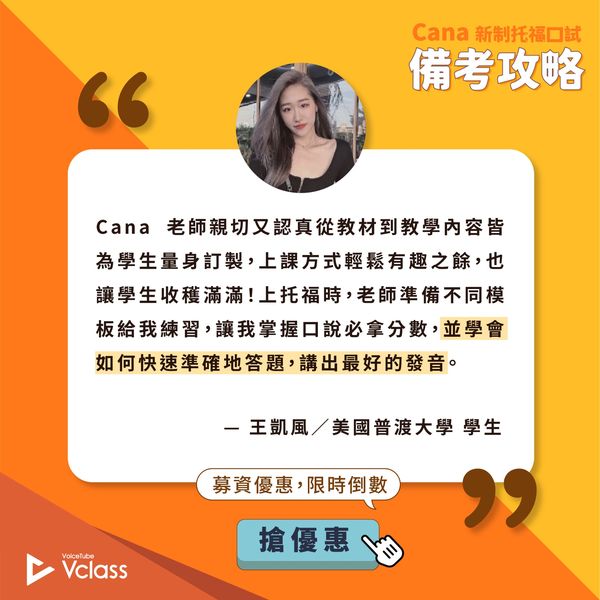 Cana 新制托福口試
備考攻略
Cana 老師親切又認真從教材到教學內容皆
為學生量身訂製,上課方式輕鬆有趣之餘,也
讓學生收穫滿滿!上托福時,老師準備不同模
板給我練習,讓我掌握口說必拿分數,並學會
如何快速準確地答題,講出最好的發音。
— 王凱風/美國普渡大學 學生
募資優惠,限時倒數
搶優惠
VoiceTube
Vclass